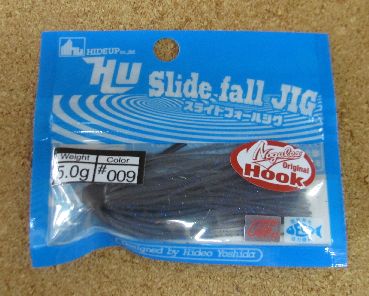 HIDEUP Co.,Ltd.
HU Slide fall JIG
スライドフォールジグ
Weight
5.0g
Color
#009
Original
Hook
Designed by Hideo Yoshida